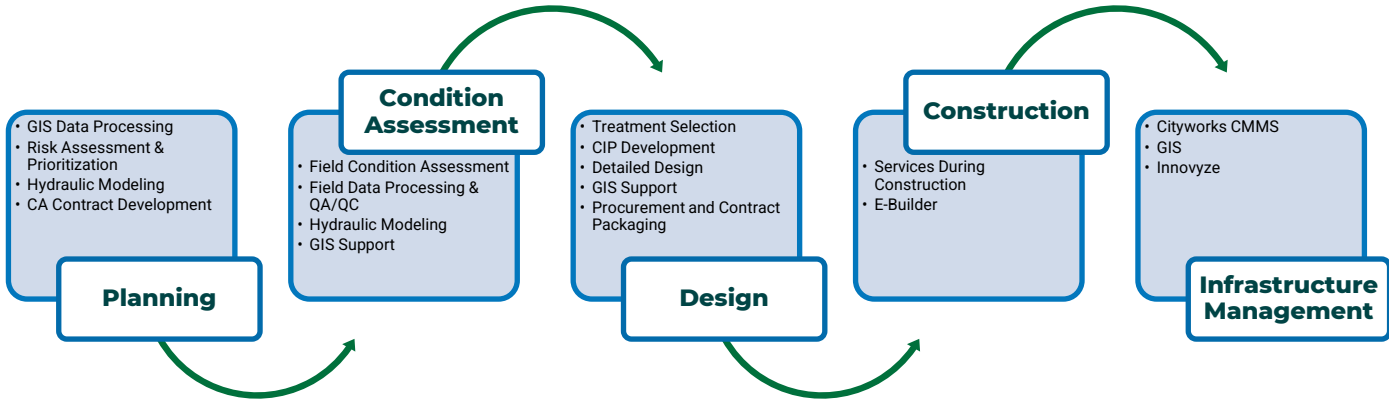 • GIS Data Processing
• Risk Assessment &
Prioritization
• Hydraulic Modeling
• CA Contract Development
Planning
Condition
Assessment
• Field Condition Assessment
• Field Data Processing &
QA/QC
• Hydraulic Modeling
• GIS Support
• Treatment Selection
• CIP Development
• Detailed Design
• GIS Support
• Procurement and Contract
Packaging
Design
Construction
• Services During
Construction
• E-Builder
• Cityworks CMMS
• GIS
• Innovyze
Infrastructure
Management